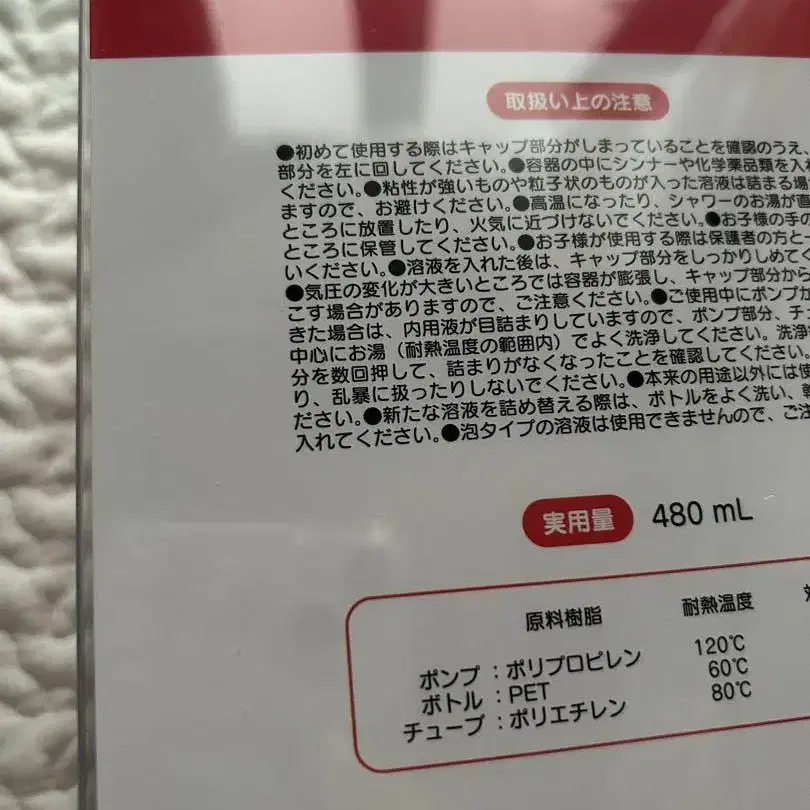 取扱い上の注意
●初めて使用する際はキャップ部分がしまっていることを確認のうえ、
部分を左に回してください。●容器の中にシンナーや化学薬品類を入れ
ください。●粘性が強いものや粒子状のものが入った溶液は詰まる場
ますので、お避けください。●高温になったり、シャワーのお湯が直
ところに放置したり、火気に近づけないでください。●お子様の手の
ところに保管してください。●お子様が使用する際は保護者の方と一
いください。●溶液を入れた後は、キャップ部分をしっかりしめてく
●気圧の変化が大きいところでは容器が膨張し、キャップ部分から
こす場合がありますので、ご注意ください。●ご使用中にポンプが
きた場合は、内用液が目詰まりしていますので、ポンプ部分、チュ
中心にお湯（耐熱温度の範囲内）でよく洗浄してください。洗浄
分を数回押して、詰まりがなくなったことを確認してください。
り、乱暴に扱ったりしないでください。●本来の用途以外には使
ださい。●新たな溶液を詰め替える際は、ボトルをよく洗い、乾
入れてください。●泡タイプの溶液は使用できませんので、ご注
実用量 480 mL
原料樹脂 耐熱温度
ポンプ：ポリプロピレン 120℃
ボトル：PET 60℃
チューブ：ポリエチレン 80℃